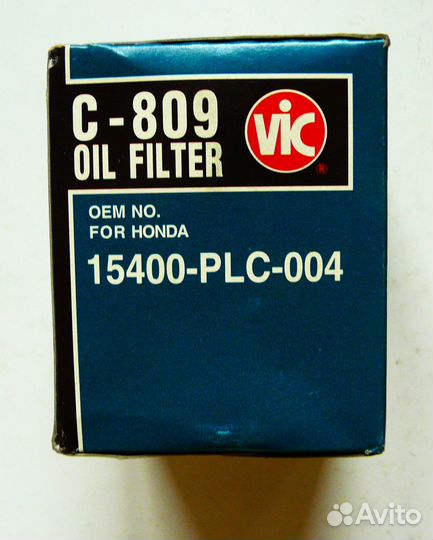 C-809
OIL FILTER
ViC
®
OEM NO.
FOR HONDA
15400-PLC-004
Avito